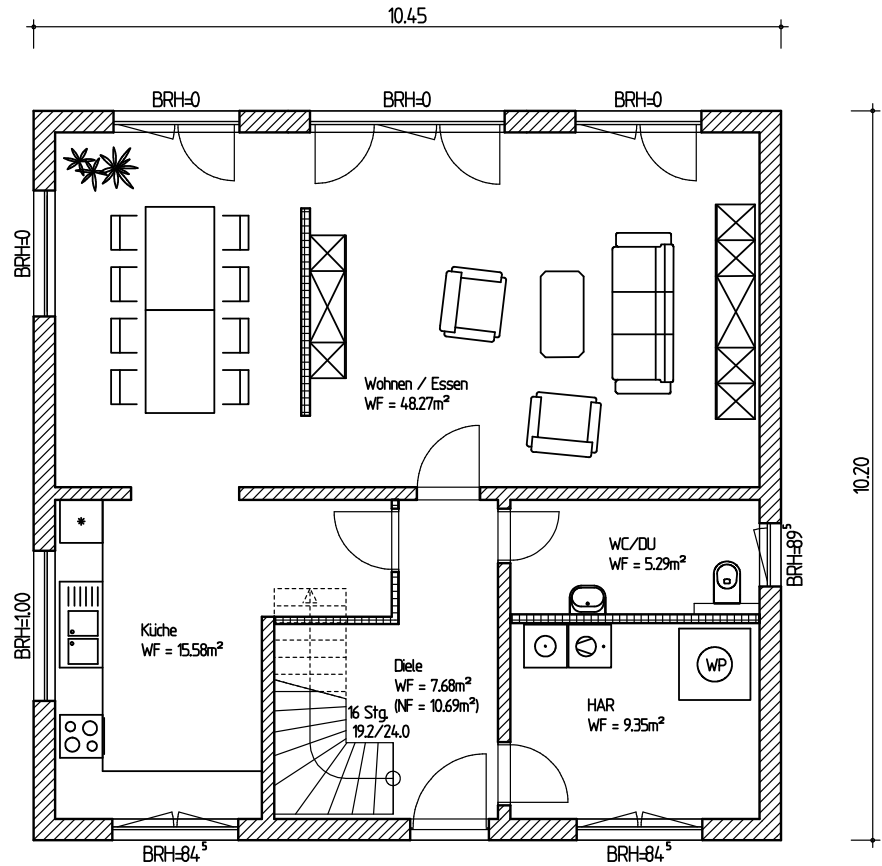 10.45
BRH=0
BRH=0
BRH=0
BRH=0
Wohnen / Essen
WF = 48.27m²
10.20
WC/DU
WF = 5.29m²
BRH=89⁵
BRH=1.00
Küche
WF = 15.58m²
Diele
WF = 7.68m²
(NF = 10.69m²)
WP
16 Stg.
19.2/24.0
HAR
WF = 9.35m²
BRH=84⁵
BRH=84⁵